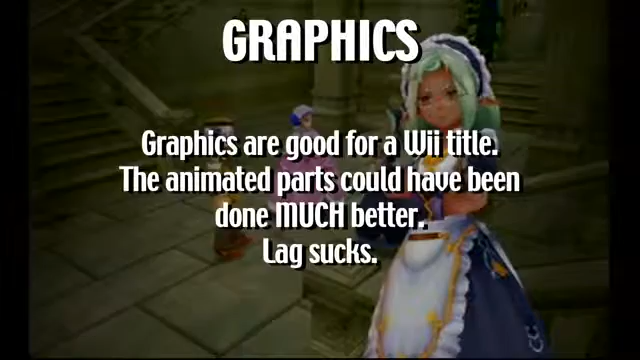 GRAPHICS
Graphics are good for a Wii title.
The animated parts could have been
done MUCH better.
Lag sucks.